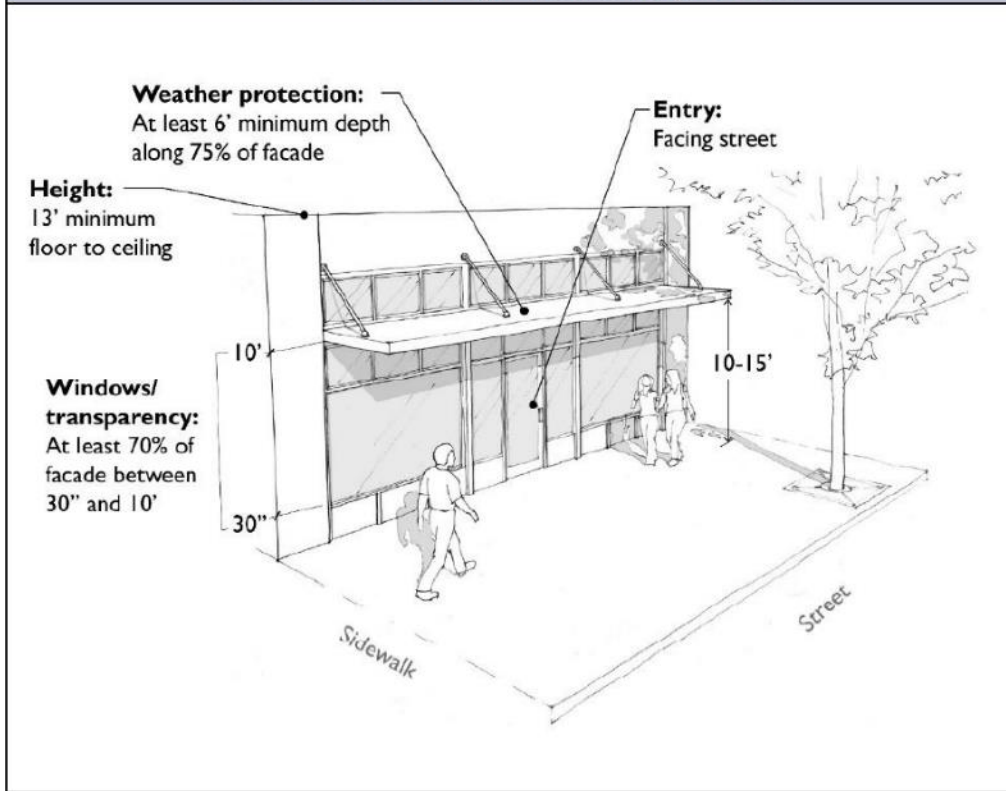 Weather protection:
At least 6’ minimum depth
along 75% of facade
Entry:
Facing street
Height:
13’ minimum
floor to ceiling
10’
10-15’
Windows/
transparency:
At least 70% of
facade between
30” and 10’
30”
Sidewalk
Street